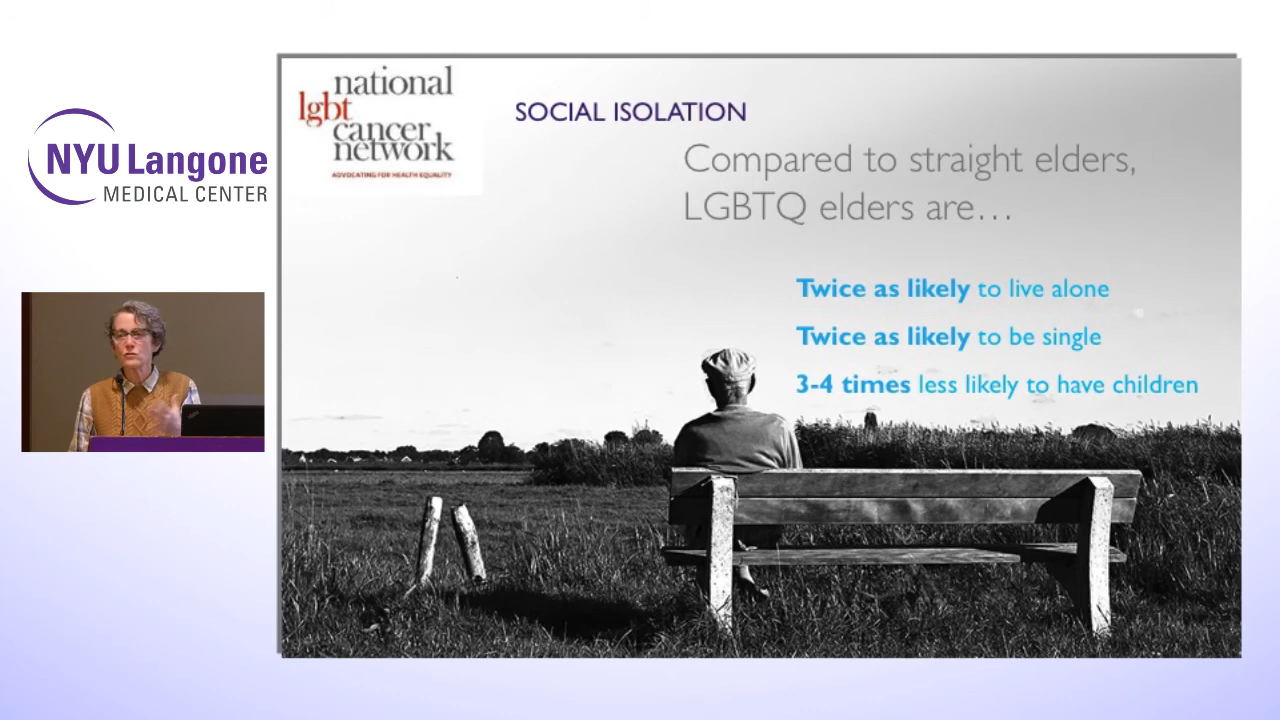 NYU Langone
MEDICAL CENTER
national
lgbt
cancer
network
ADVOCATING FOR HEALTH EQUALITY
SOCIAL ISOLATION
Compared to straight elders,
LGBTQ elders are…
Twice as likely to live alone
Twice as likely to be single
3-4 times less likely to have children